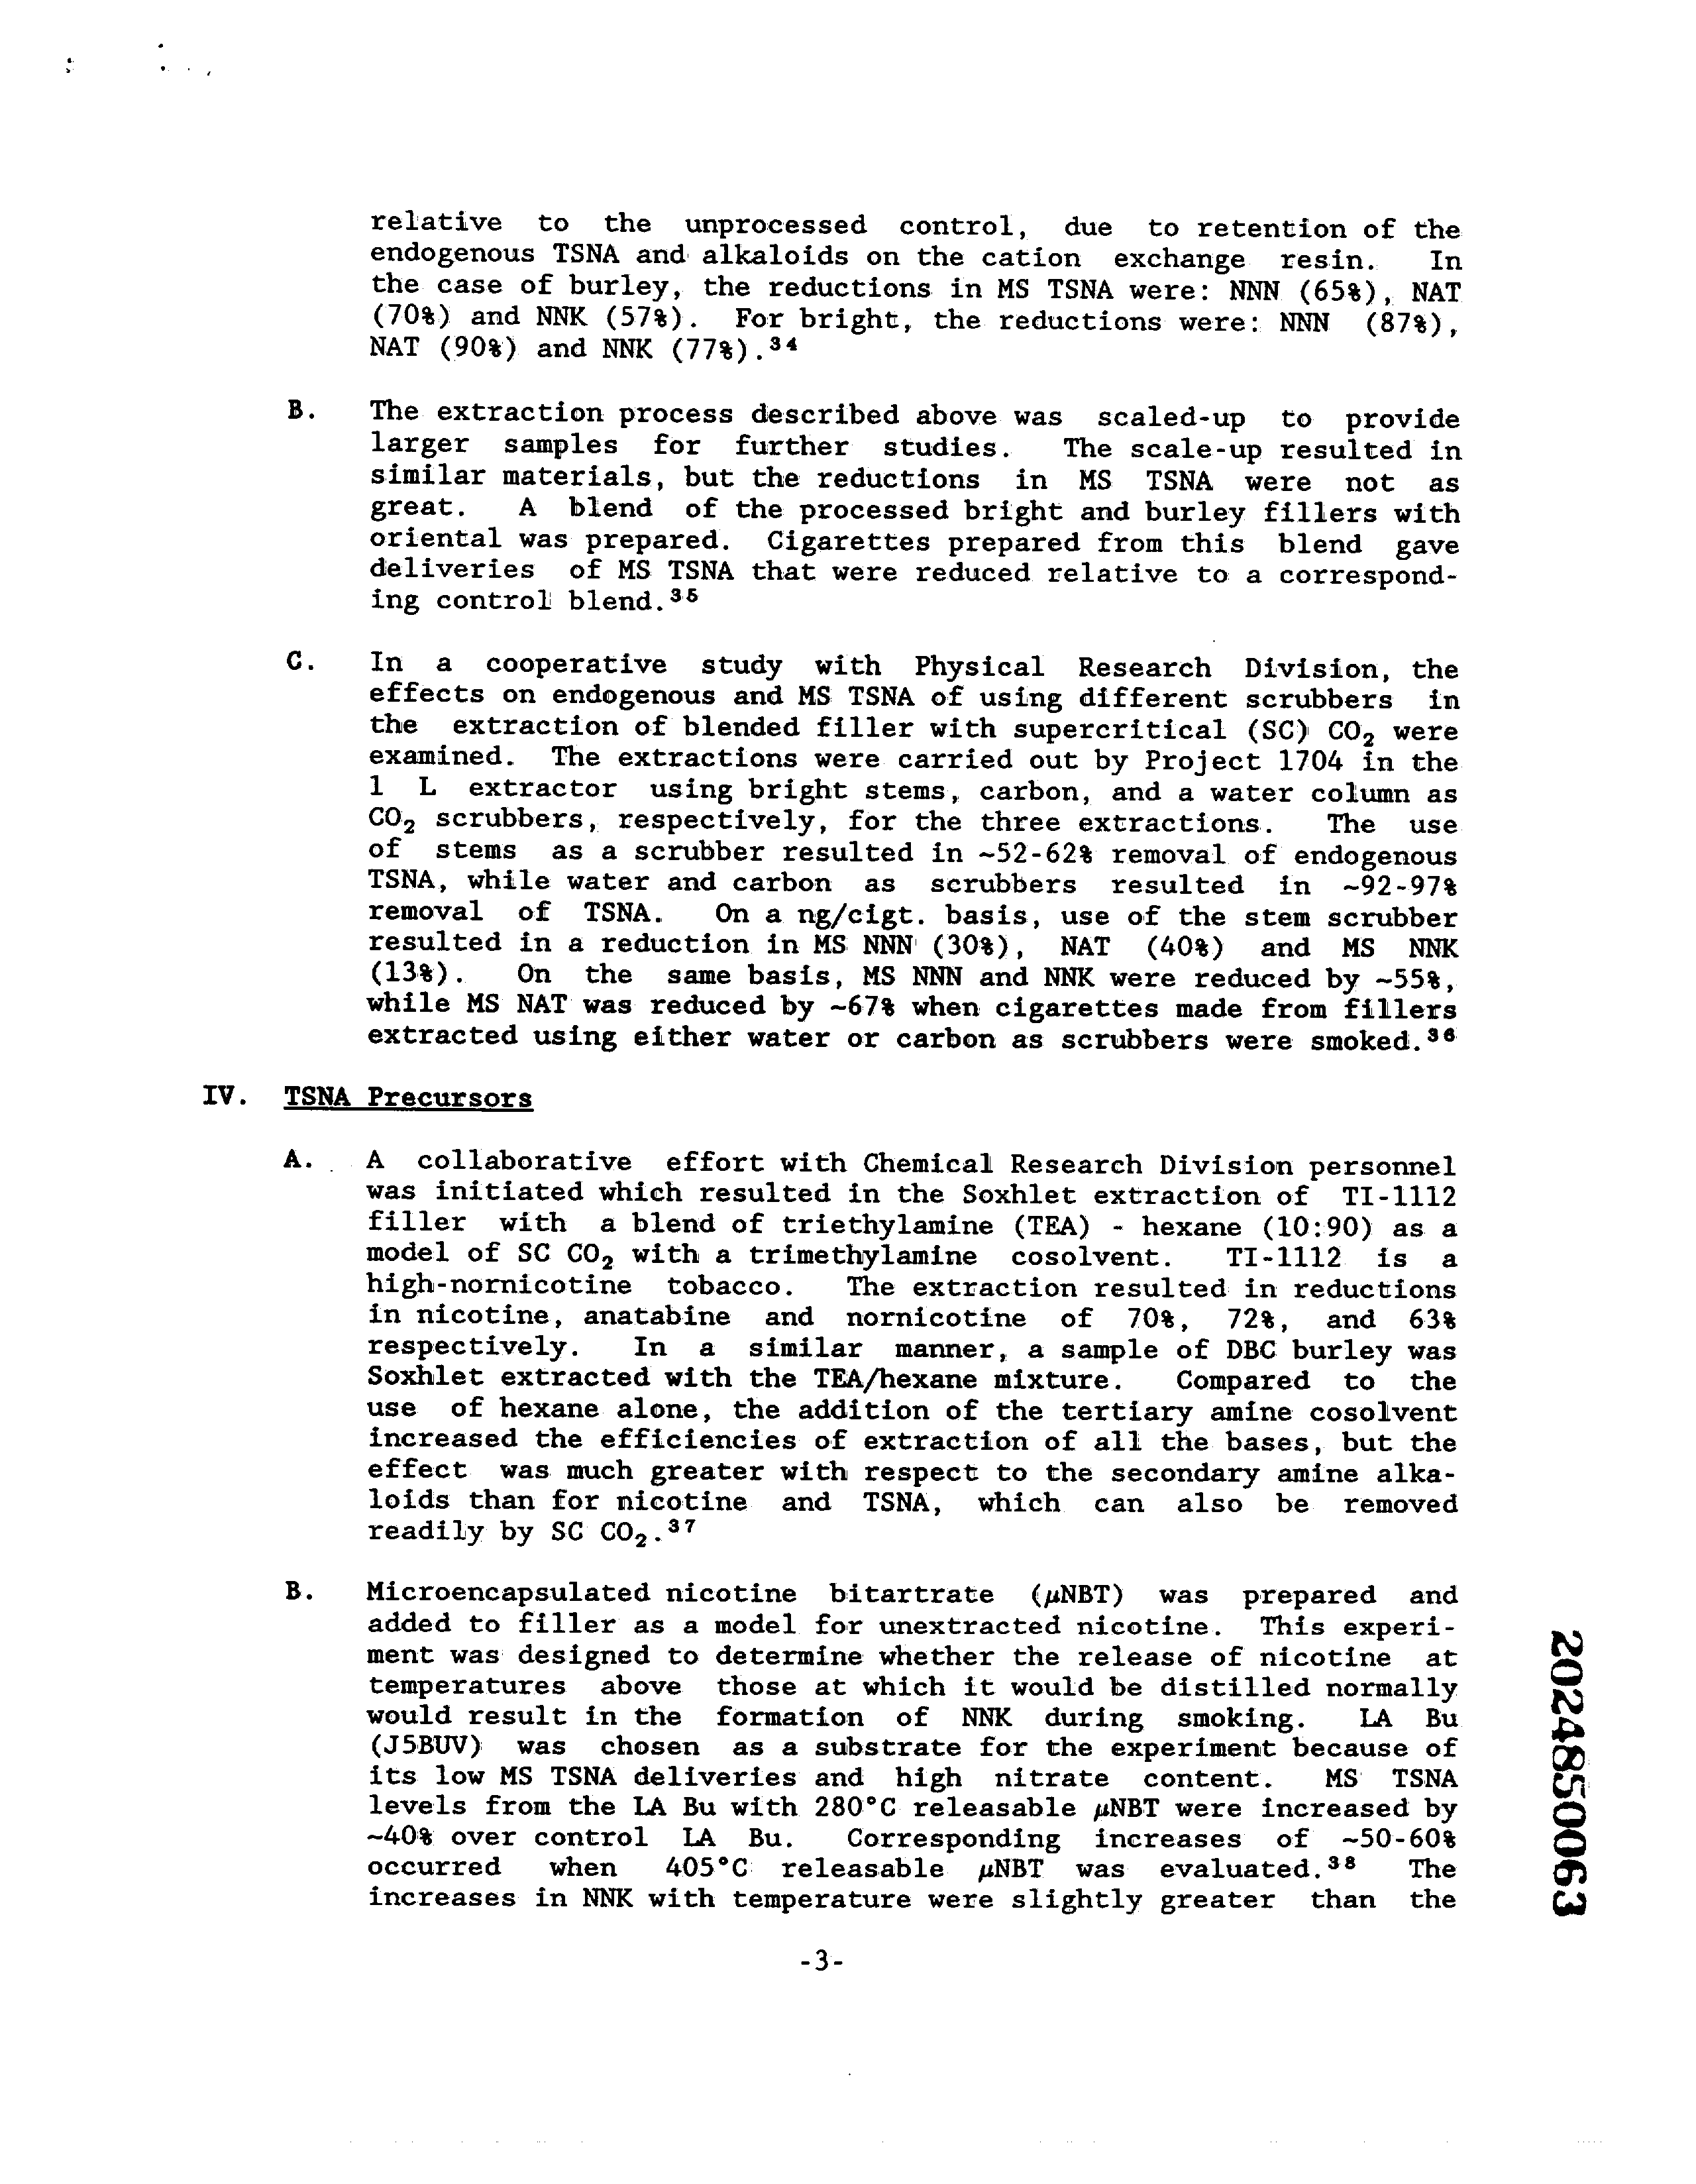 relative to the unprocessed control, due to retention of the
endogenous TSNA and alkaloids on the cation exchange resin. In
the case of burley, the reductions in MS TSNA were: NNN (65%), NAT
(70%) and NNK (57%). For bright, the reductions were: NNN (87%),
NAT (90%) and NNK (77%).³⁴
B. The extraction process described above was scaled-up to provide
larger samples for further studies. The scale-up resulted in
similar materials, but the reductions in MS TSNA were not as
great. A blend of the processed bright and burley fillers with
oriental was prepared. Cigarettes prepared from this blend gave
deliveries of MS TSNA that were reduced relative to a correspond-
ing control blend.³⁵
C. In a cooperative study with Physical Research Division, the
effects on endogenous and MS TSNA of using different scrubbers in
the extraction of blended filler with supercritical (SC) CO₂ were
examined. The extractions were carried out by Project 1704 in the
1 L extractor using bright stems, carbon, and a water column as
CO₂ scrubbers, respectively, for the three extractions. The use
of stems as a scrubber resulted in ~52-62% removal of endogenous
TSNA, while water and carbon as scrubbers resulted in ~92-97%
removal of TSNA. On a ng/cigt. basis, use of the stem scrubber
resulted in a reduction in MS NNN (30%), NAT (40%) and MS NNK
(13%). On the same basis, MS NNN and NNK were reduced by ~55%,
while MS NAT was reduced by ~67% when cigarettes made from fillers
extracted using either water or carbon as scrubbers were smoked.³⁶
IV. TSNA Precursors
A. A collaborative effort with Chemical Research Division personnel
was initiated which resulted in the Soxhlet extraction of TI-1112
filler with a blend of triethylamine (TEA) - hexane (10:90) as a
model of SC CO₂ with a trimethylamine cosolvent. TI-1112 is a
high-nornicotine tobacco. The extraction resulted in reductions
in nicotine, anatabine and nornicotine of 70%, 72%, and 63%
respectively. In a similar manner, a sample of DBC burley was
Soxhlet extracted with the TEA/hexane mixture. Compared to the
use of hexane alone, the addition of the tertiary amine cosolvent
increased the efficiencies of extraction of all the bases, but the
effect was much greater with respect to the secondary amine alka-
loids than for nicotine and TSNA, which can also be removed
readily by SC CO₂.³⁷
B. Microencapsulated nicotine bitartrate (μNBT) was prepared and
added to filler as a model for unextracted nicotine. This experi-
ment was designed to determine whether the release of nicotine at
temperatures above those at which it would be distilled normally
would result in the formation of NNK during smoking. LA Bu
(J5BUV) was chosen as a substrate for the experiment because of
its low MS TSNA deliveries and high nitrate content. MS TSNA
levels from the LA Bu with 280°C releasable μNBT were increased by
~40% over control LA Bu. Corresponding increases of ~50-60%
occurred when 405°C releasable μNBT was evaluated.³⁸ The
increases in NNK with temperature were slightly greater than the
-3-
2024850063